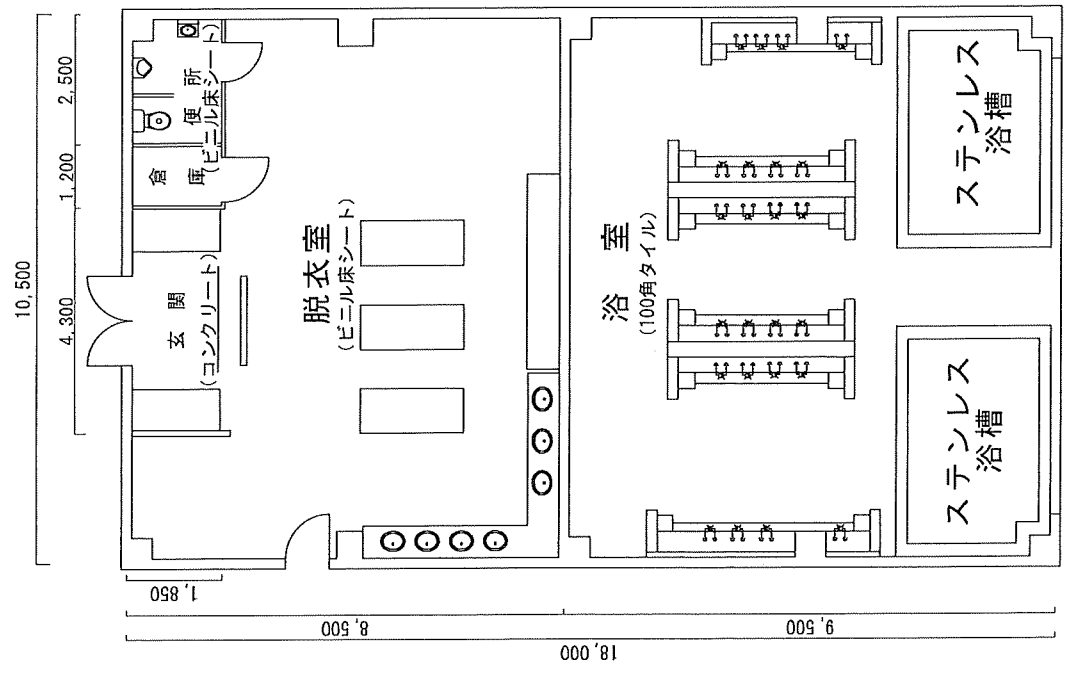 10,500
2,500
1,200
4,300
便所
(ビニル床シート)
倉庫
玄関
(コンクリート)
脱衣室
(ビニル床シート)
浴室
(100角タイル)
ステンレス
浴槽
ステンレス
浴槽
1,850
8,500
9,500
18,000